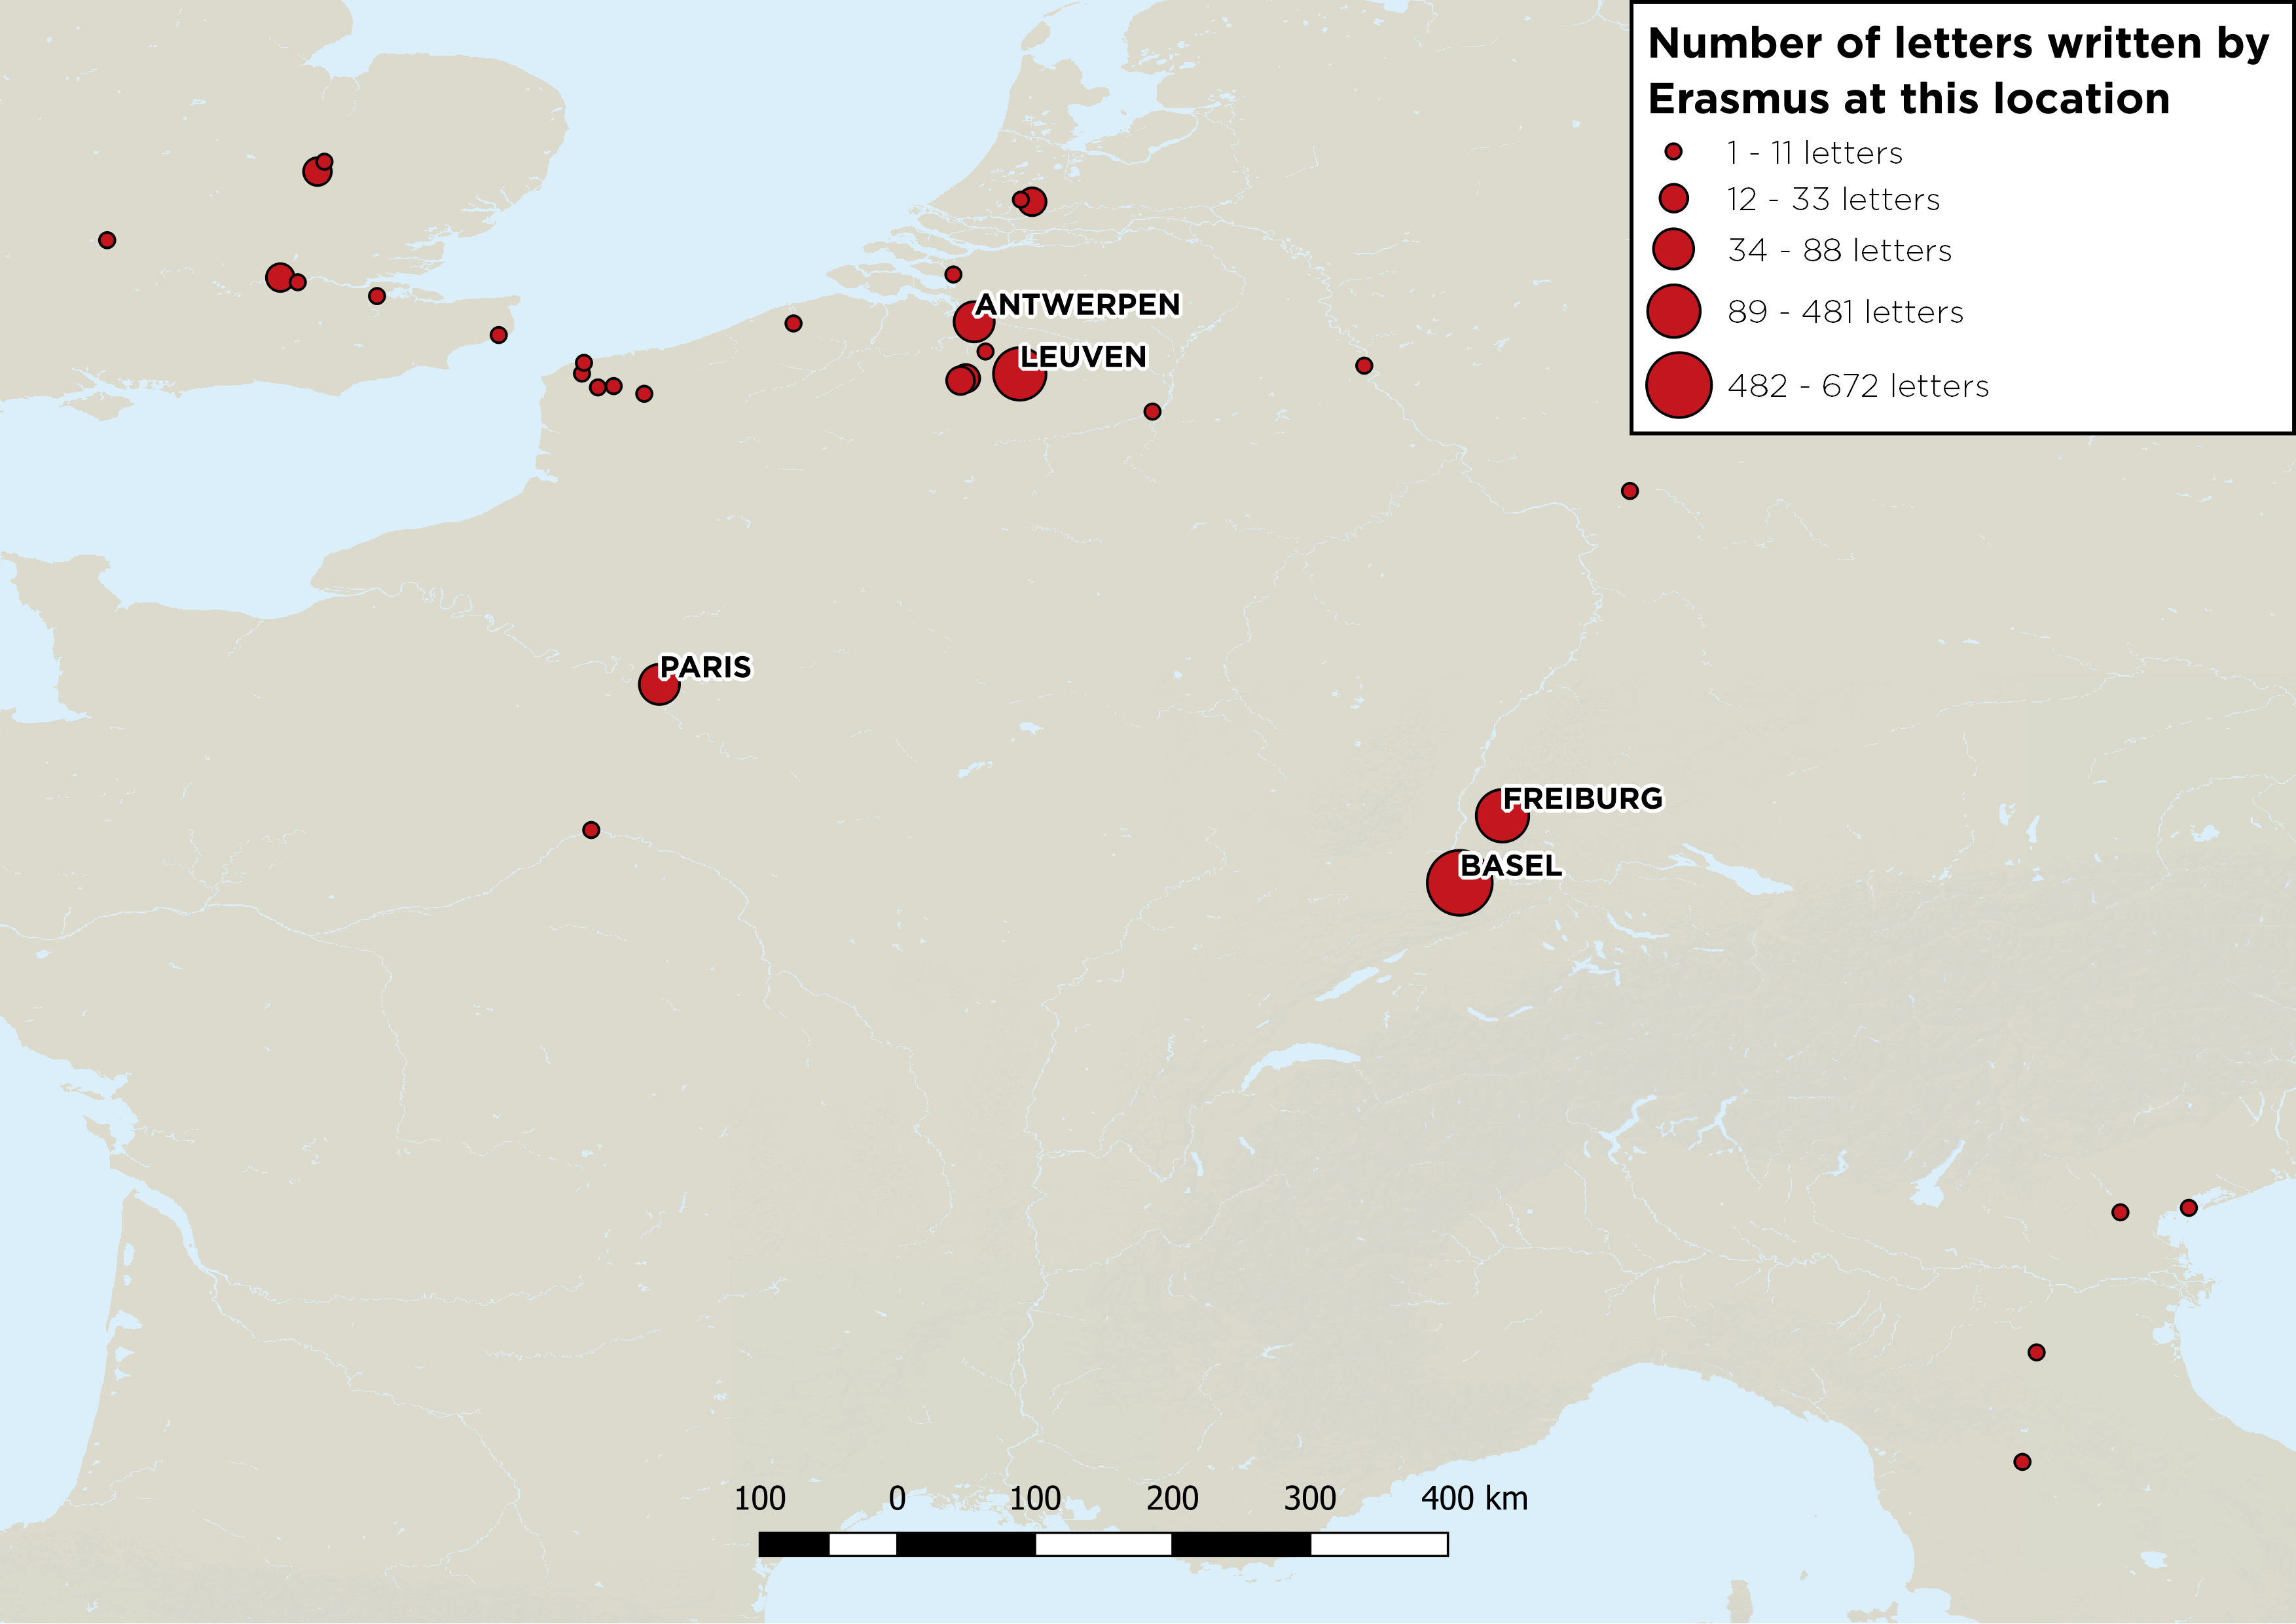 Number of letters written by
Erasmus at this location
1 - 11 letters
12 - 33 letters
34 - 88 letters
89 - 481 letters
482 - 672 letters
ANTWERPEN
LEUVEN
PARIS
FREIBURG
BASEL
100 0 100 200 300 400 km